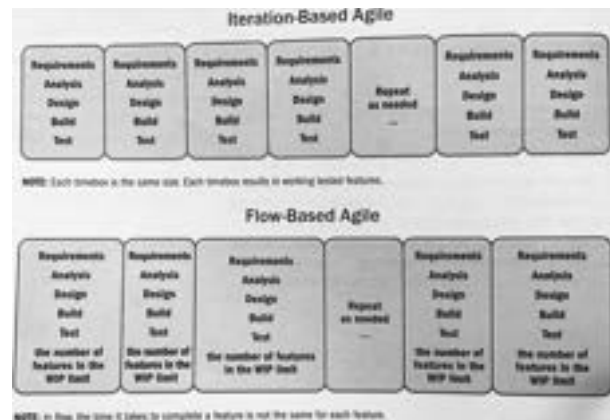 Iteration-Based Agile
Requirements
Analysis
Design
Build
Test
Requirements
Analysis
Design
Build
Test
Requirements
Analysis
Design
Build
Test
Requirements
Analysis
Design
Build
Test
Repeat
as needed
...
Requirements
Analysis
Design
Build
Test
Requirements
Analysis
Design
Build
Test
NOTE: Each timebox is the same size. Each timebox results in working tested features.
Flow-Based Agile
Requirements
Analysis
Design
Build
Test
the number of
features in the
WIP limit
Requirements
Analysis
Design
Build
Test
the number of
features in the
WIP limit
Requirements
Analysis
Design
Build
Test
the number of features
in the WIP limit
Repeat
as needed
...
Requirements
Analysis
Design
Build
Test
the number of
features in the
WIP limit
Requirements
Analysis
Design
Build
Test
the number of
features in the
WIP limit
NOTE: In flow, the time it takes to complete a feature is not the same for each feature.